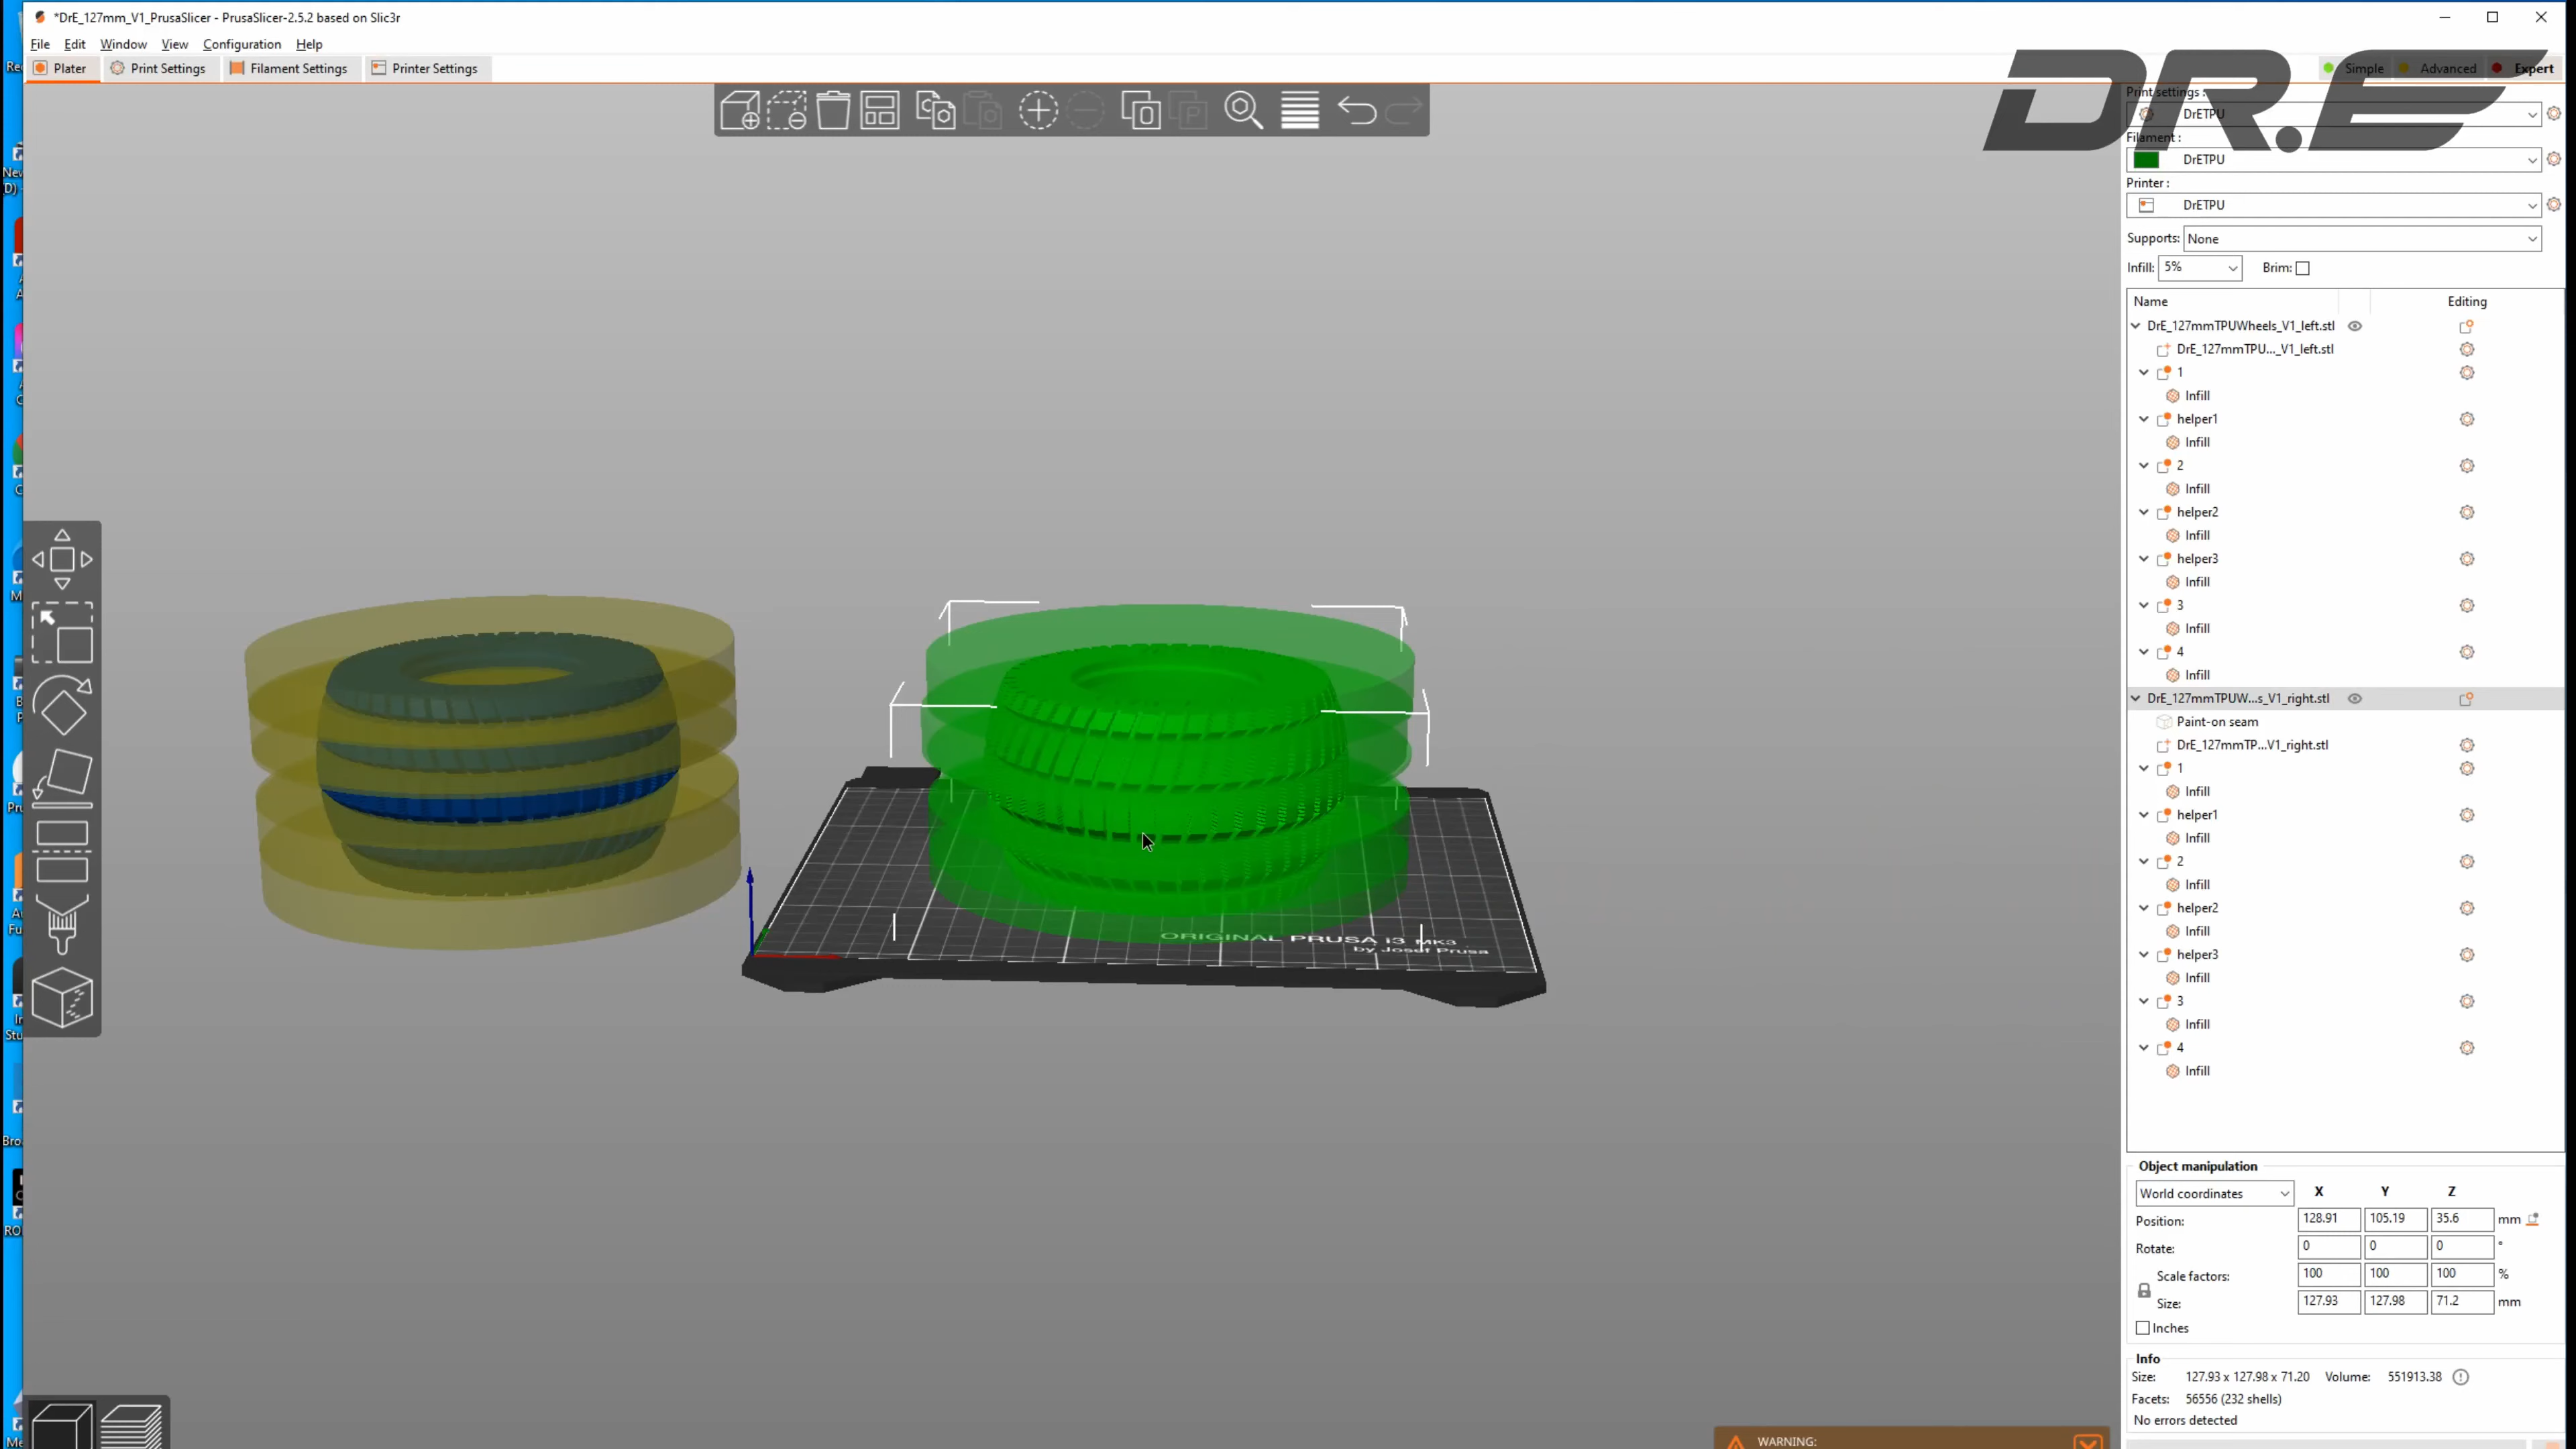 *DrE_127mm_V1_PrusaSlicer - PrusaSlicer-2.5.2 based on Slic3r
File Edit Window View Configuration Help
Plater Print Settings Filament Settings Printer Settings
Simple Advanced Expert
DR.E
Print settings :
DrETPU
Filament :
DrETPU
Printer :
DrETPU
Supports: None
Infill: 5% Brim:
Name Editing
DrE_127mmTPUWheels_V1_left.stl
DrE_127mmTPU..._V1_left.stl
1
Infill
helper1
Infill
2
Infill
helper2
Infill
helper3
Infill
3
Infill
4
Infill
DrE_127mmTPUW...s_V1_right.stl
Paint-on seam
DrE_127mmTP...V1_right.stl
1
Infill
helper1
Infill
2
Infill
helper2
Infill
helper3
Infill
3
Infill
4
Infill
ORIGINAL PRUSA i3 MK3
by Josef Prusa
Object manipulation
World coordinates X Y Z
Position: 128.91 105.19 35.6 mm
Rotate: 0 0 0 °
Scale factors: 100 100 100 %
Size: 127.93 127.98 71.2 mm
Inches
Info
Size: 127.93 x 127.98 x 71.20 Volume: 551913.38
Facets: 56556 (232 shells)
No errors detected
WARNING: